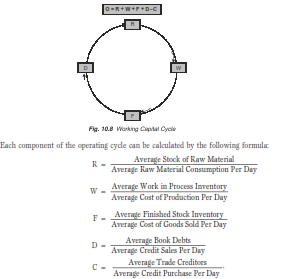 O = R + W + F + D – C
R
D
W
F
Fig. 10.8 Working Capital Cycle
Each component of the operating cycle can be calculated by the following formula:
R = Average Stock of Raw Material
Average Raw Material Consumption Per Day
W = Average Work in Process Inventory
Average Cost of Production Per Day
F = Average Finished Stock Inventory
Average Cost of Goods Sold Per Day
D = Average Book Debts
Average Credit Sales Per Day
C = Average Trade Creditors
Average Credit Purchase Per Day